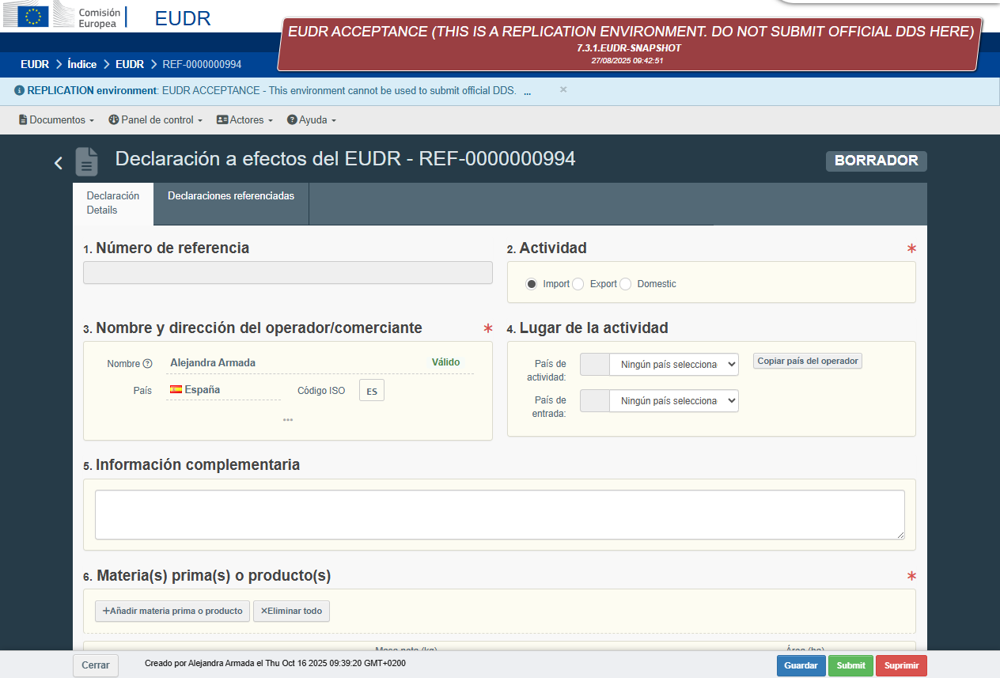 Comisión
Europea
EUDR
EUDR ACCEPTANCE (THIS IS A REPLICATION ENVIRONMENT. DO NOT SUBMIT OFFICIAL DDS HERE)
7.3.1.EUDR-SNAPSHOT
27/08/2025 09:42:51
EUDR > Índice > EUDR > REF-0000000994
REPLICATION environment: EUDR ACCEPTANCE - This environment cannot be used to submit official DDS. ... ×
Documentos Panel de control Actores Ayuda
Declaración a efectos del EUDR - REF-0000000994
BORRADOR
Declaración
Details
Declaraciones referenciadas
1. Número de referencia
2. Actividad *
Import Export Domestic
3. Nombre y dirección del operador/comerciante *
Nombre Alejandra Armada Válido
País España Código ISO ES
...
4. Lugar de la actividad
País de
actividad:
Ningún país selecciona
Copiar país del operador
País de
entrada:
Ningún país selecciona
5. Información complementaria
6. Materia(s) prima(s) o producto(s) *
+Añadir materia prima o producto ×Eliminar todo
Masa neta (kg) Área (ha)
Cerrar
Creado por Alejandra Armada el Thu Oct 16 2025 09:39:20 GMT+0200
Guardar Submit Suprimir